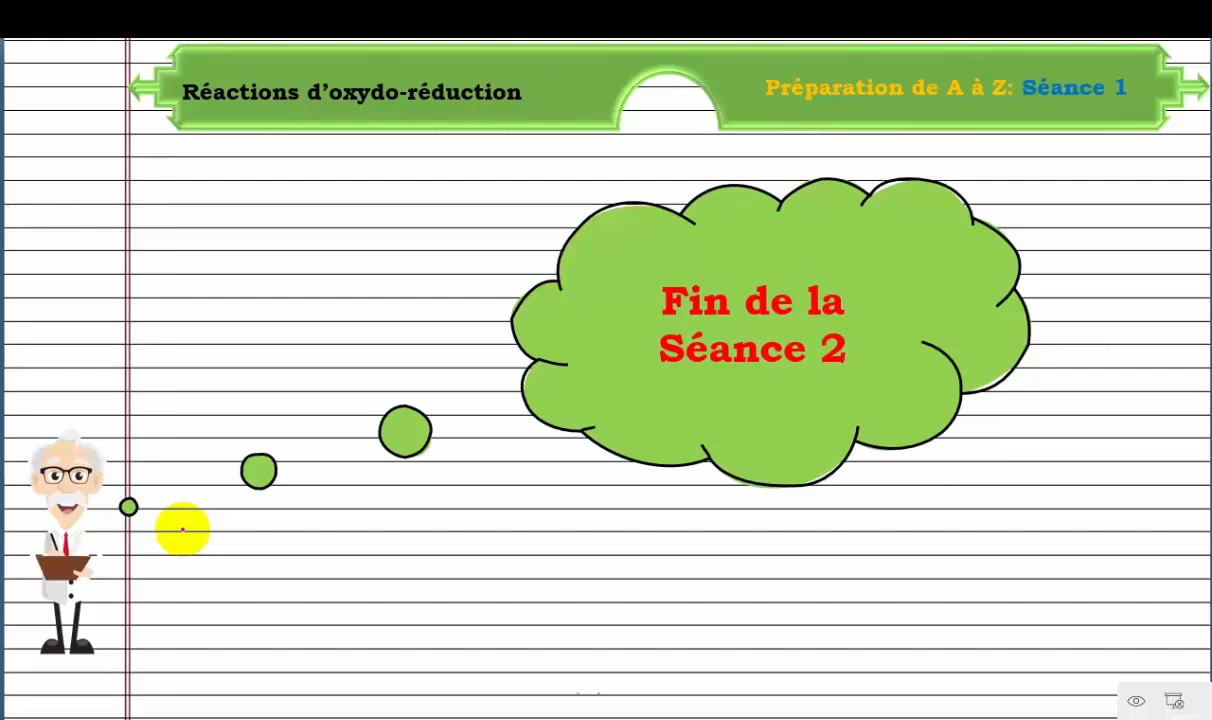 Réactions d'oxydo-réduction
Préparation de A à Z: Séance 1
Fin de la
Séance 2